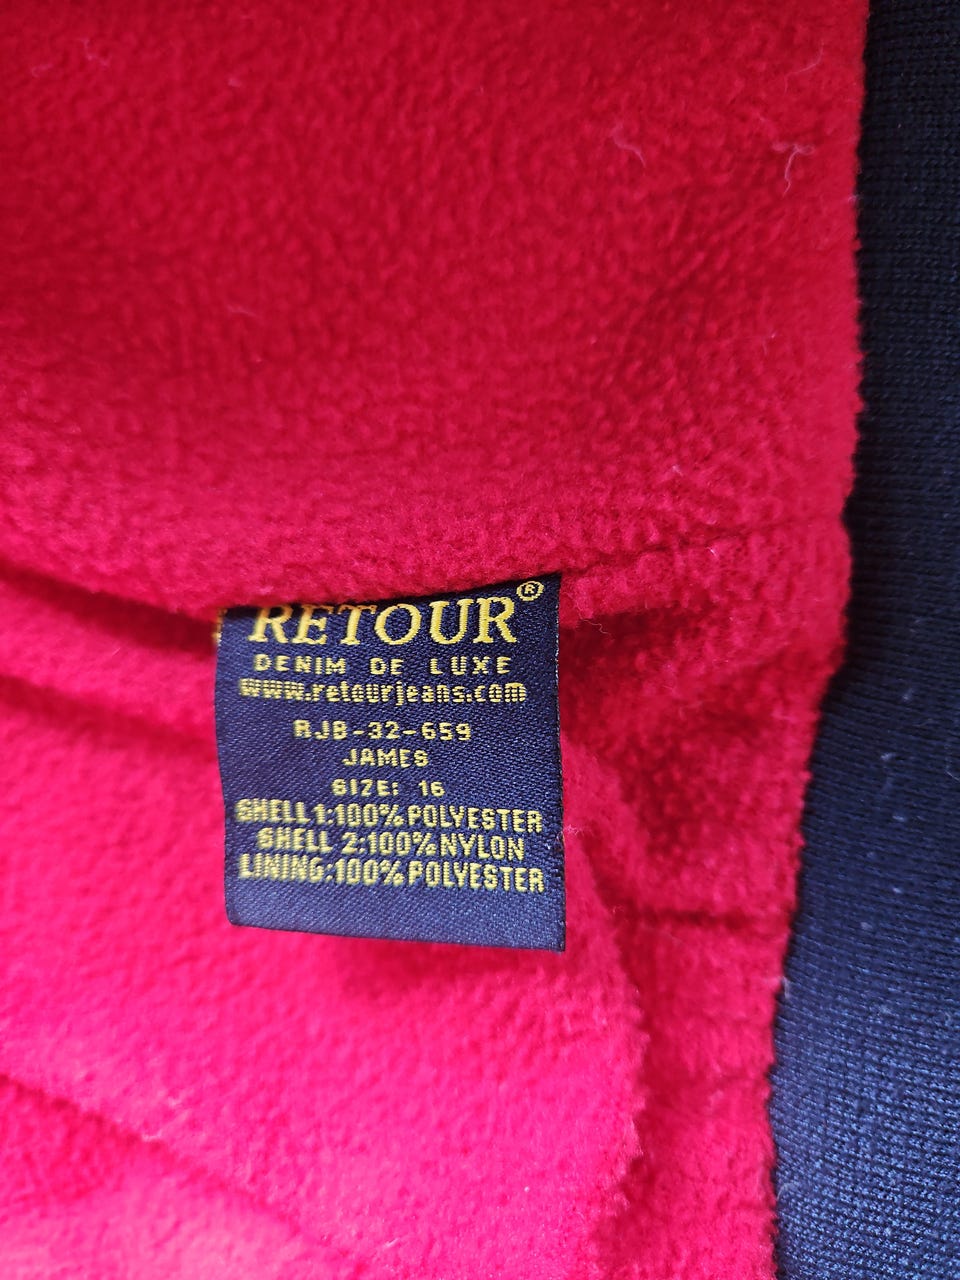 RETOUR®
DENIM DE LUXE
www.retourjeans.com
RJB-32-659
JAMES
SIZE: 16
SHELL 1:100% POLYESTER
SHELL 2:100% NYLON
LINING:100% POLYESTER